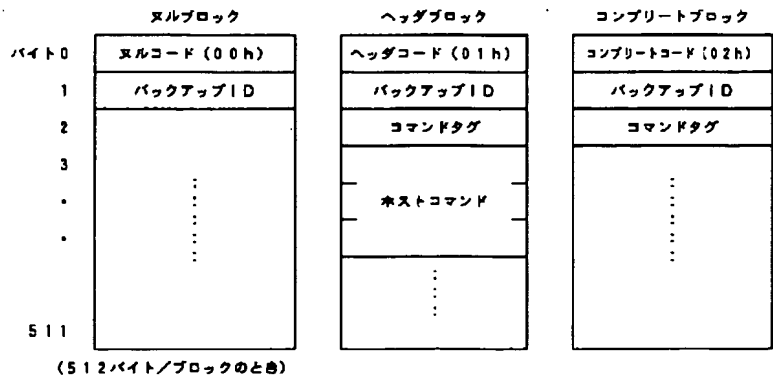 ヌルブロック ヘッダブロック コンプリートブロック
バイト0 ヌルコード(00h) ヘッダコード(01h) コンプリートコード(02h)
1 バックアップID バックアップID バックアップID
2 コマンドタグ コマンドタグ
3
・ ホストコマンド
・
511
(512バイト/ブロックのとき)